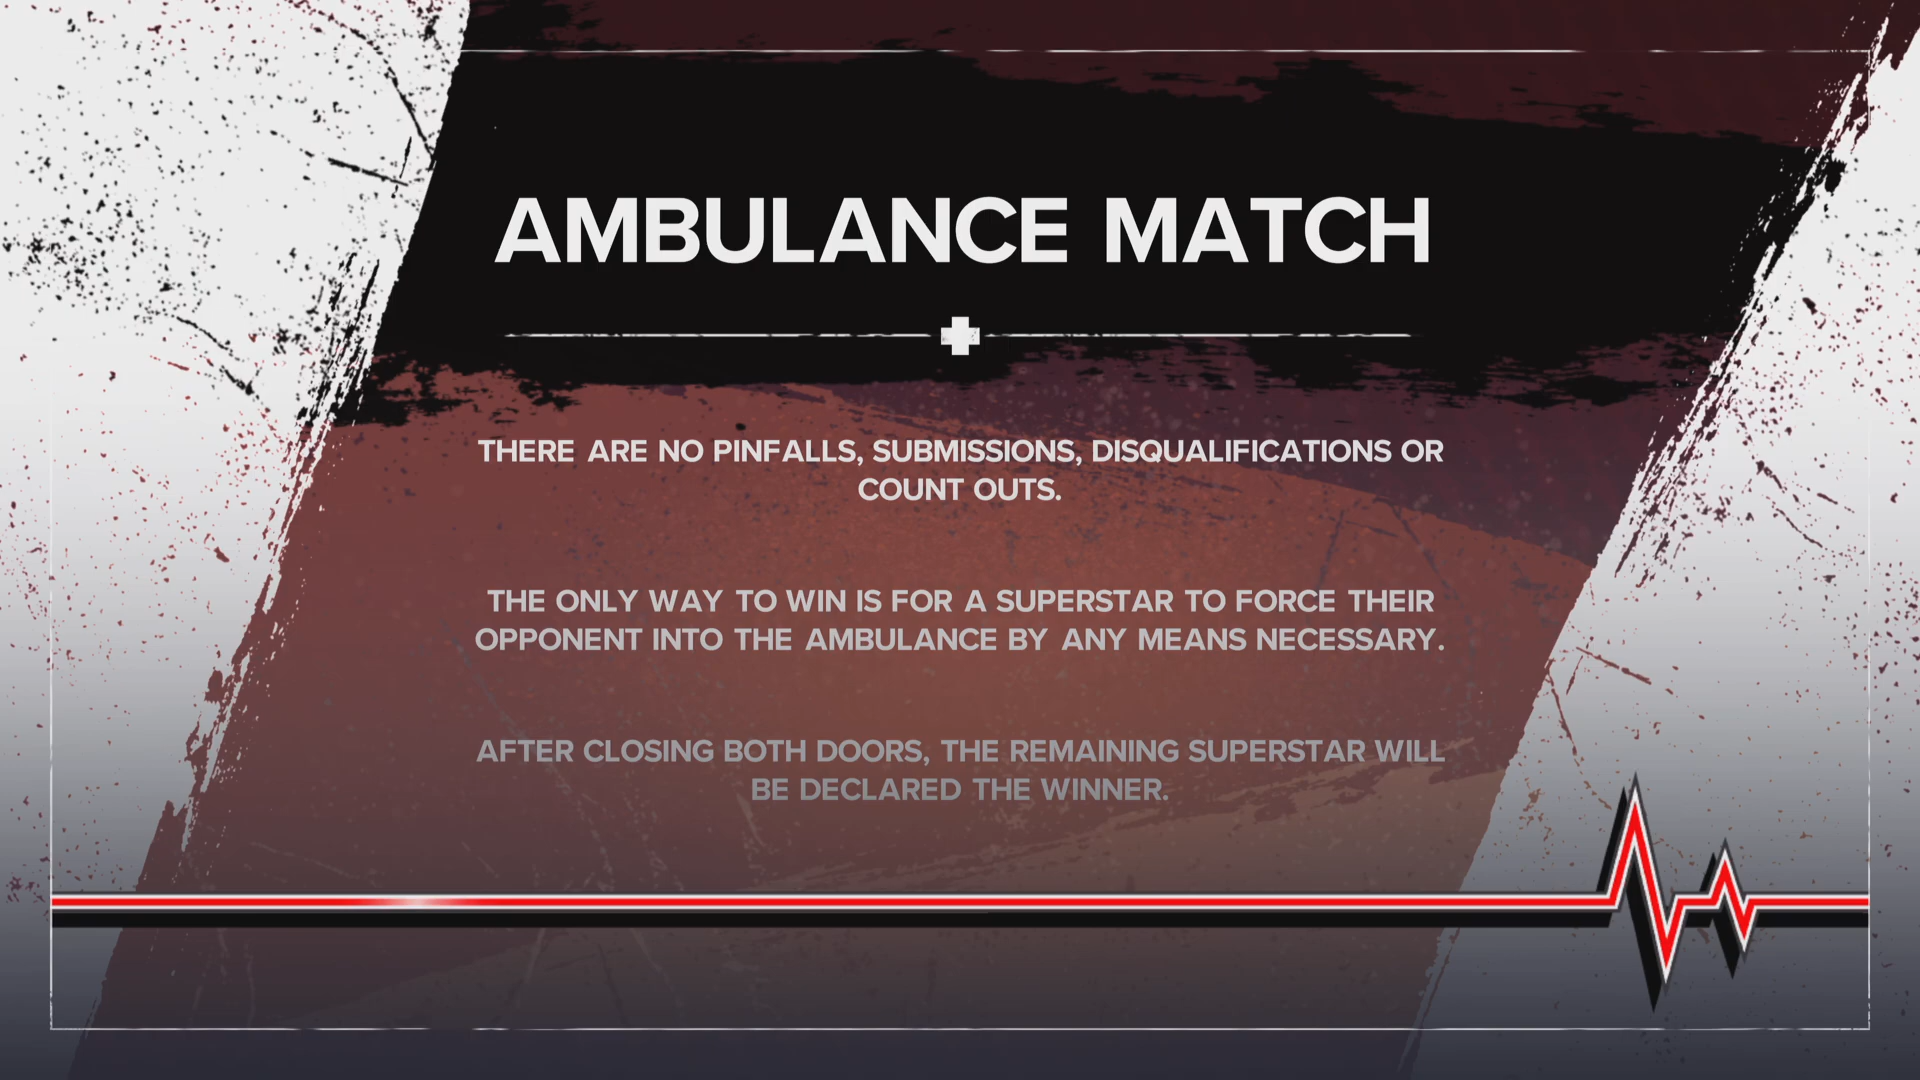 AMBULANCE MATCH
THERE ARE NO PINFALLS, SUBMISSIONS, DISQUALIFICATIONS OR
COUNT OUTS.
THE ONLY WAY TO WIN IS FOR A SUPERSTAR TO FORCE THEIR
OPPONENT INTO THE AMBULANCE BY ANY MEANS NECESSARY.
AFTER CLOSING BOTH DOORS, THE REMAINING SUPERSTAR WILL
BE DECLARED THE WINNER.